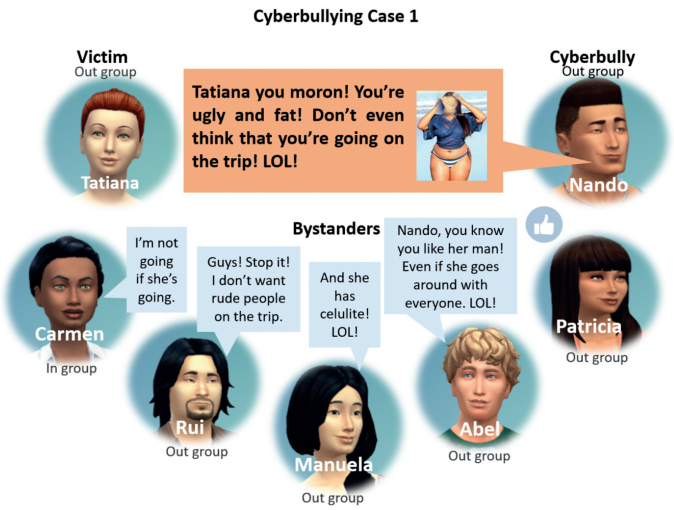 Cyberbullying Case 1
Victim
Out group
Cyberbully
Out group
Tatiana you moron! You're
ugly and fat! Don't even
think that you're going on
the trip! LOL!
Tatiana
Nando
Bystanders
I'm not
going
if she's
going.
Guys! Stop it!
I don't want
rude people
on the trip.
And she
has
celulite!
LOL!
Nando, you know
you like her man!
Even if she goes
around with
everyone. LOL!
Carmen
In group
Rui
Out group
Manuela
Out group
Abel
Out group
Patricia
Out group